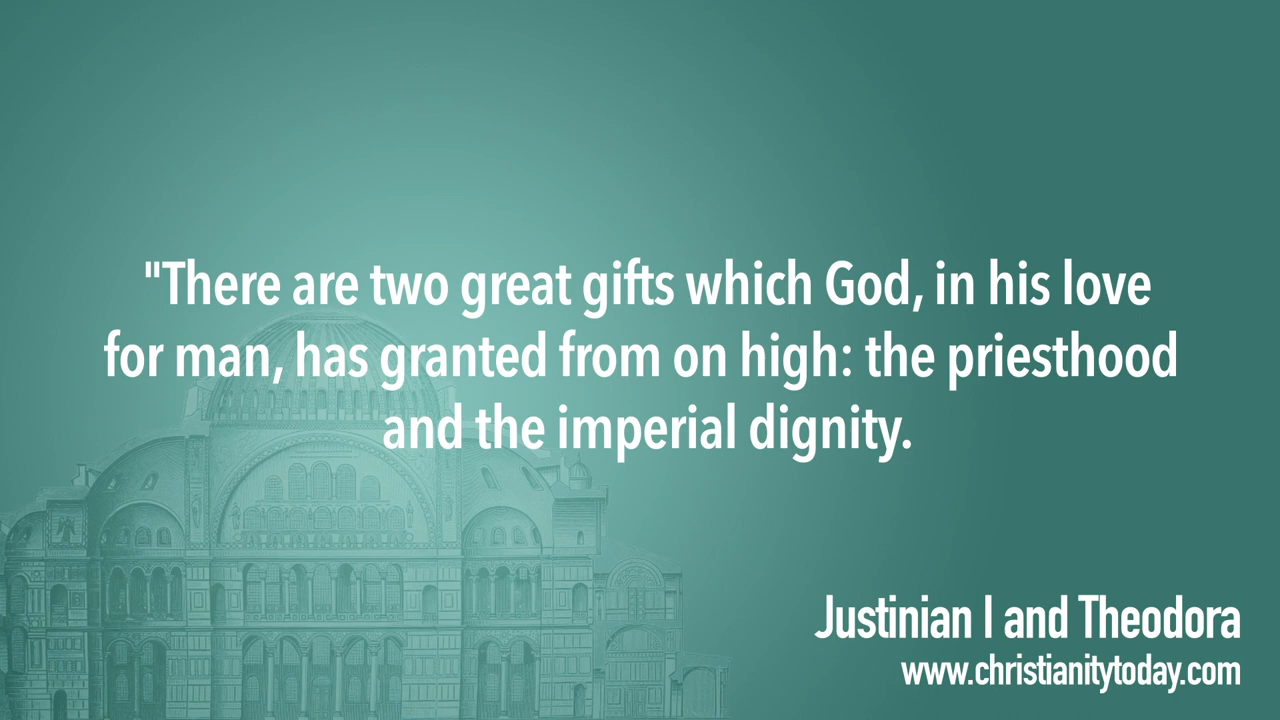 "There are two great gifts which God, in his love
for man, has granted from on high: the priesthood
and the imperial dignity.
Justinian I and Theodora
www.christianitytoday.com